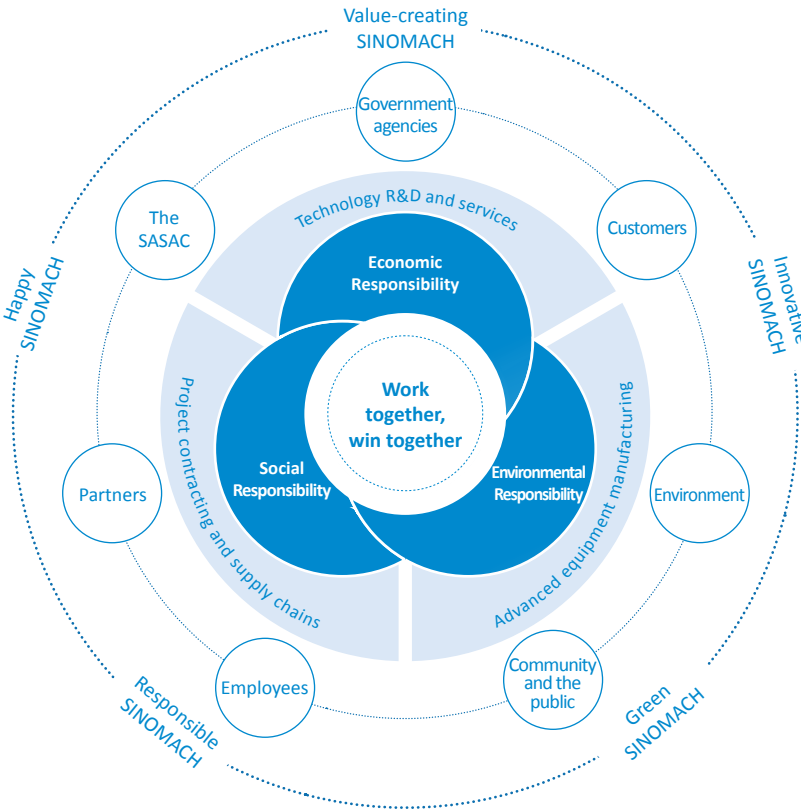 Value-creating
SINOMACH
Government
agencies
The
SASAC
Customers
Technology R&D and services
Happy
SINOMACH
Innovative
SINOMACH
Economic
Responsibility
Work
together,
win together
Project contracting and supply chains
Advanced equipment manufacturing
Social
Responsibility
Environmental
Responsibility
Partners
Environment
Employees
Community
and the
public
Responsible
SINOMACH
Green
SINOMACH